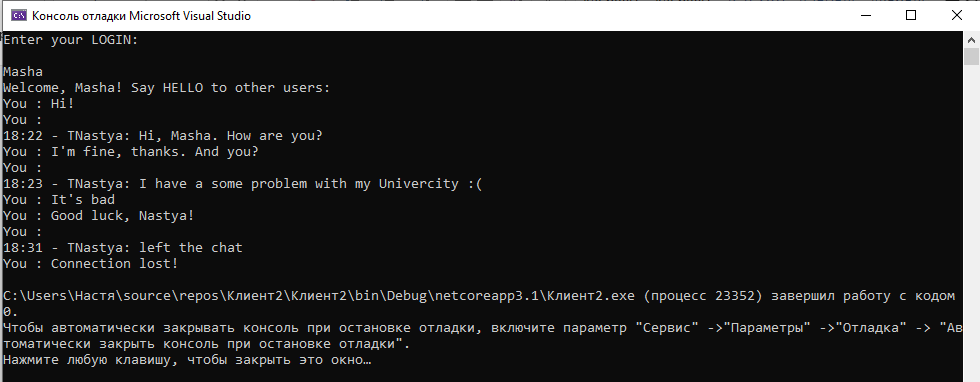 Консоль отладки Microsoft Visual Studio
Enter your LOGIN:
Masha
Welcome, Masha! Say HELLO to other users:
You : Hi!
You :
18:22 - TNastya: Hi, Masha. How are you?
You : I'm fine, thanks. And you?
You :
18:23 - TNastya: I have a some problem with my Univercity :(
You : It's bad
You : Good luck, Nastya!
You :
18:31 - TNastya: left the chat
You : Connection lost!
C:\Users\Настя\source\repos\Клиент2\Клиент2\bin\Debug\netcoreapp3.1\Клиент2.exe (процесс 23352) завершил работу с кодом
0.
Чтобы автоматически закрывать консоль при остановке отладки, включите параметр "Сервис" ->"Параметры" ->"Отладка" -> "Ав
томатически закрыть консоль при остановке отладки".
Нажмите любую клавишу, чтобы закрыть это окно…